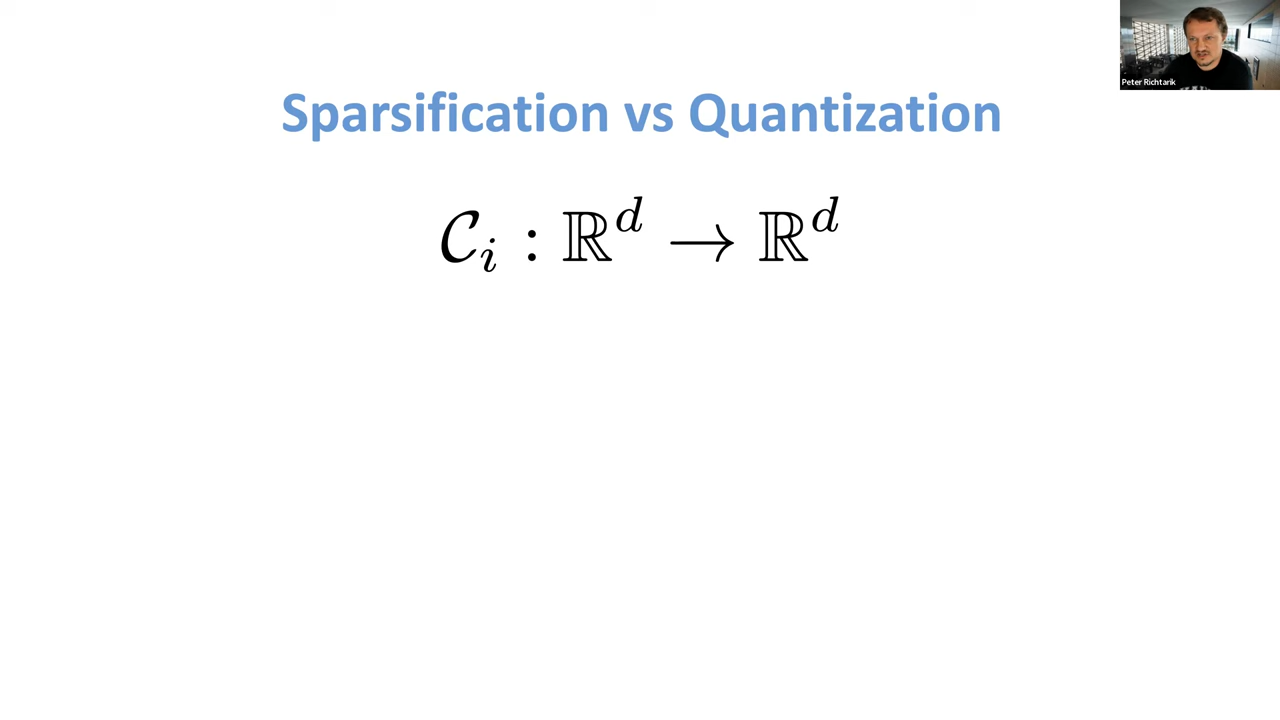 Sparsification vs Quantization
𝒞ᵢ : ℝᵈ → ℝᵈ
Peter Richtarik